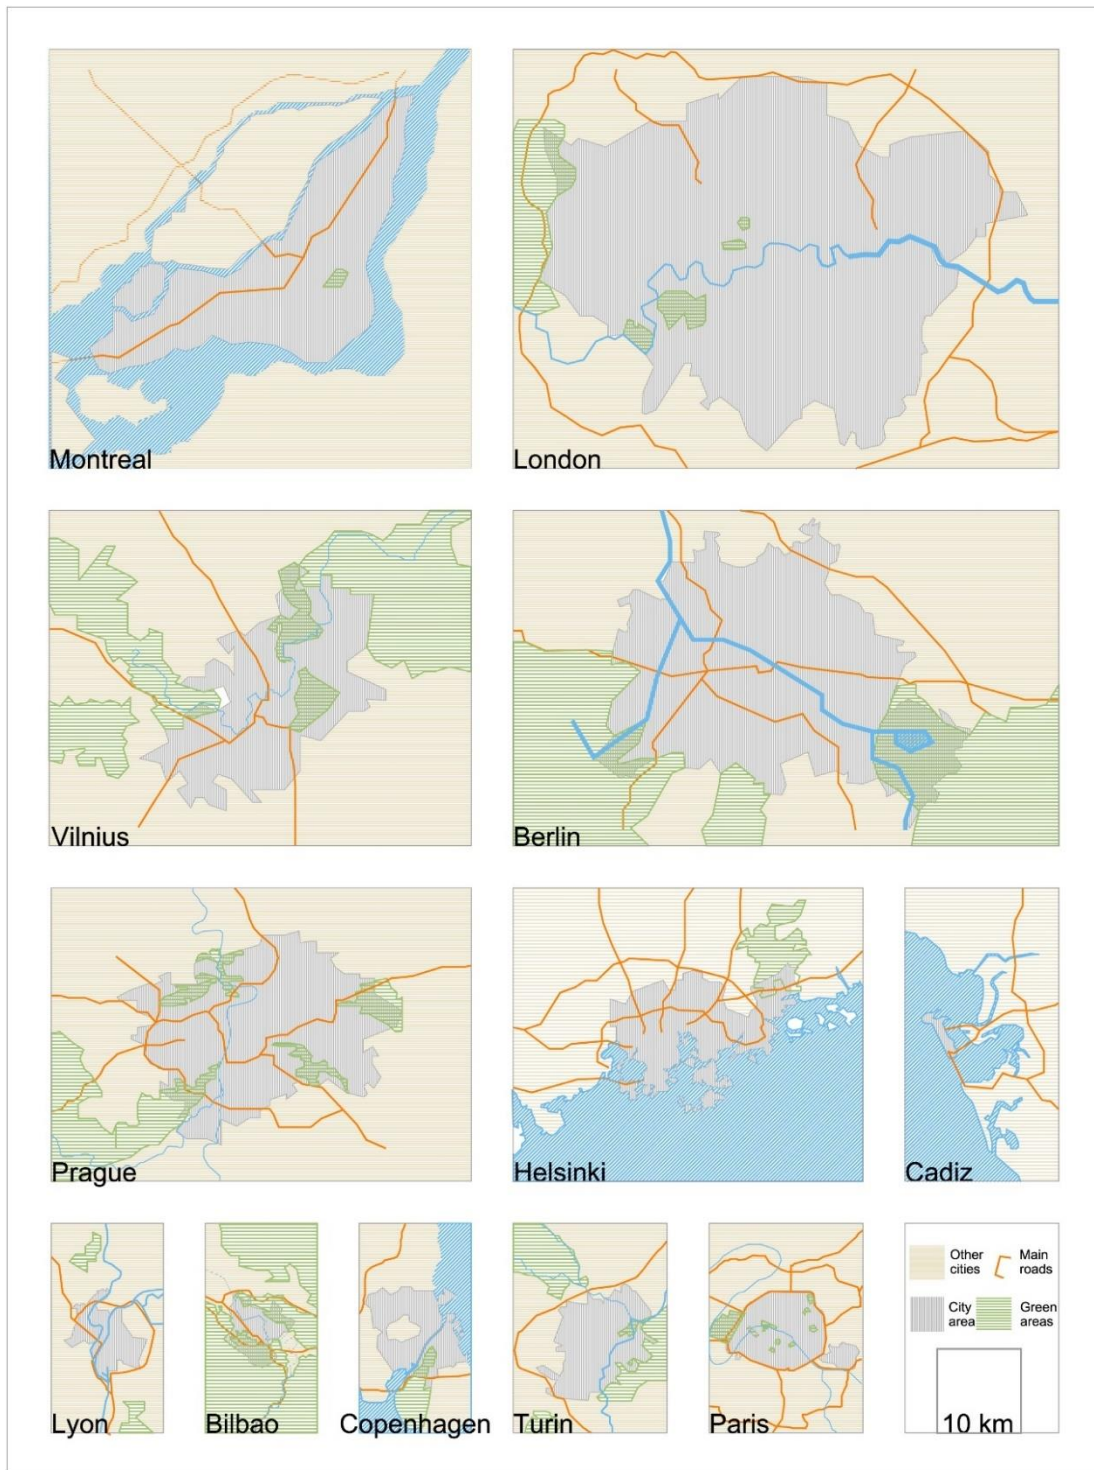 Montreal
London
Vilnius
Berlin
Prague
Helsinki
Cadiz
Lyon
Bilbao
Copenhagen
Turin
Paris
Other
cities
Main
roads
City
area
Green
areas
10 km